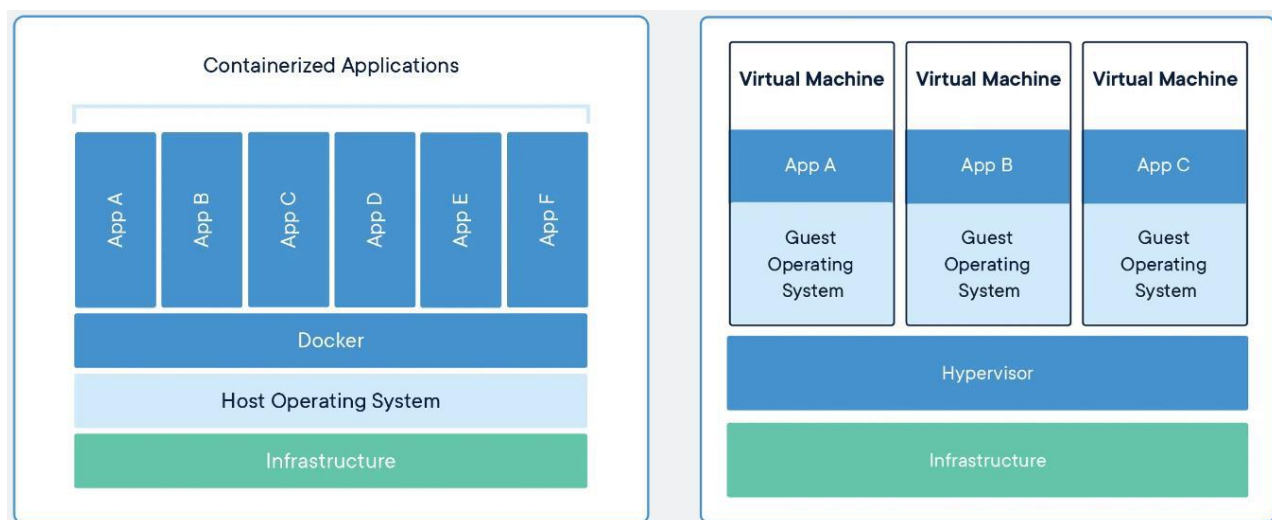 Containerized Applications
App A
App B
App C
App D
App E
App F
Docker
Host Operating System
Infrastructure
Virtual Machine
App A
Guest
Operating
System
Virtual Machine
App B
Guest
Operating
System
Virtual Machine
App C
Guest
Operating
System
Hypervisor
Infrastructure